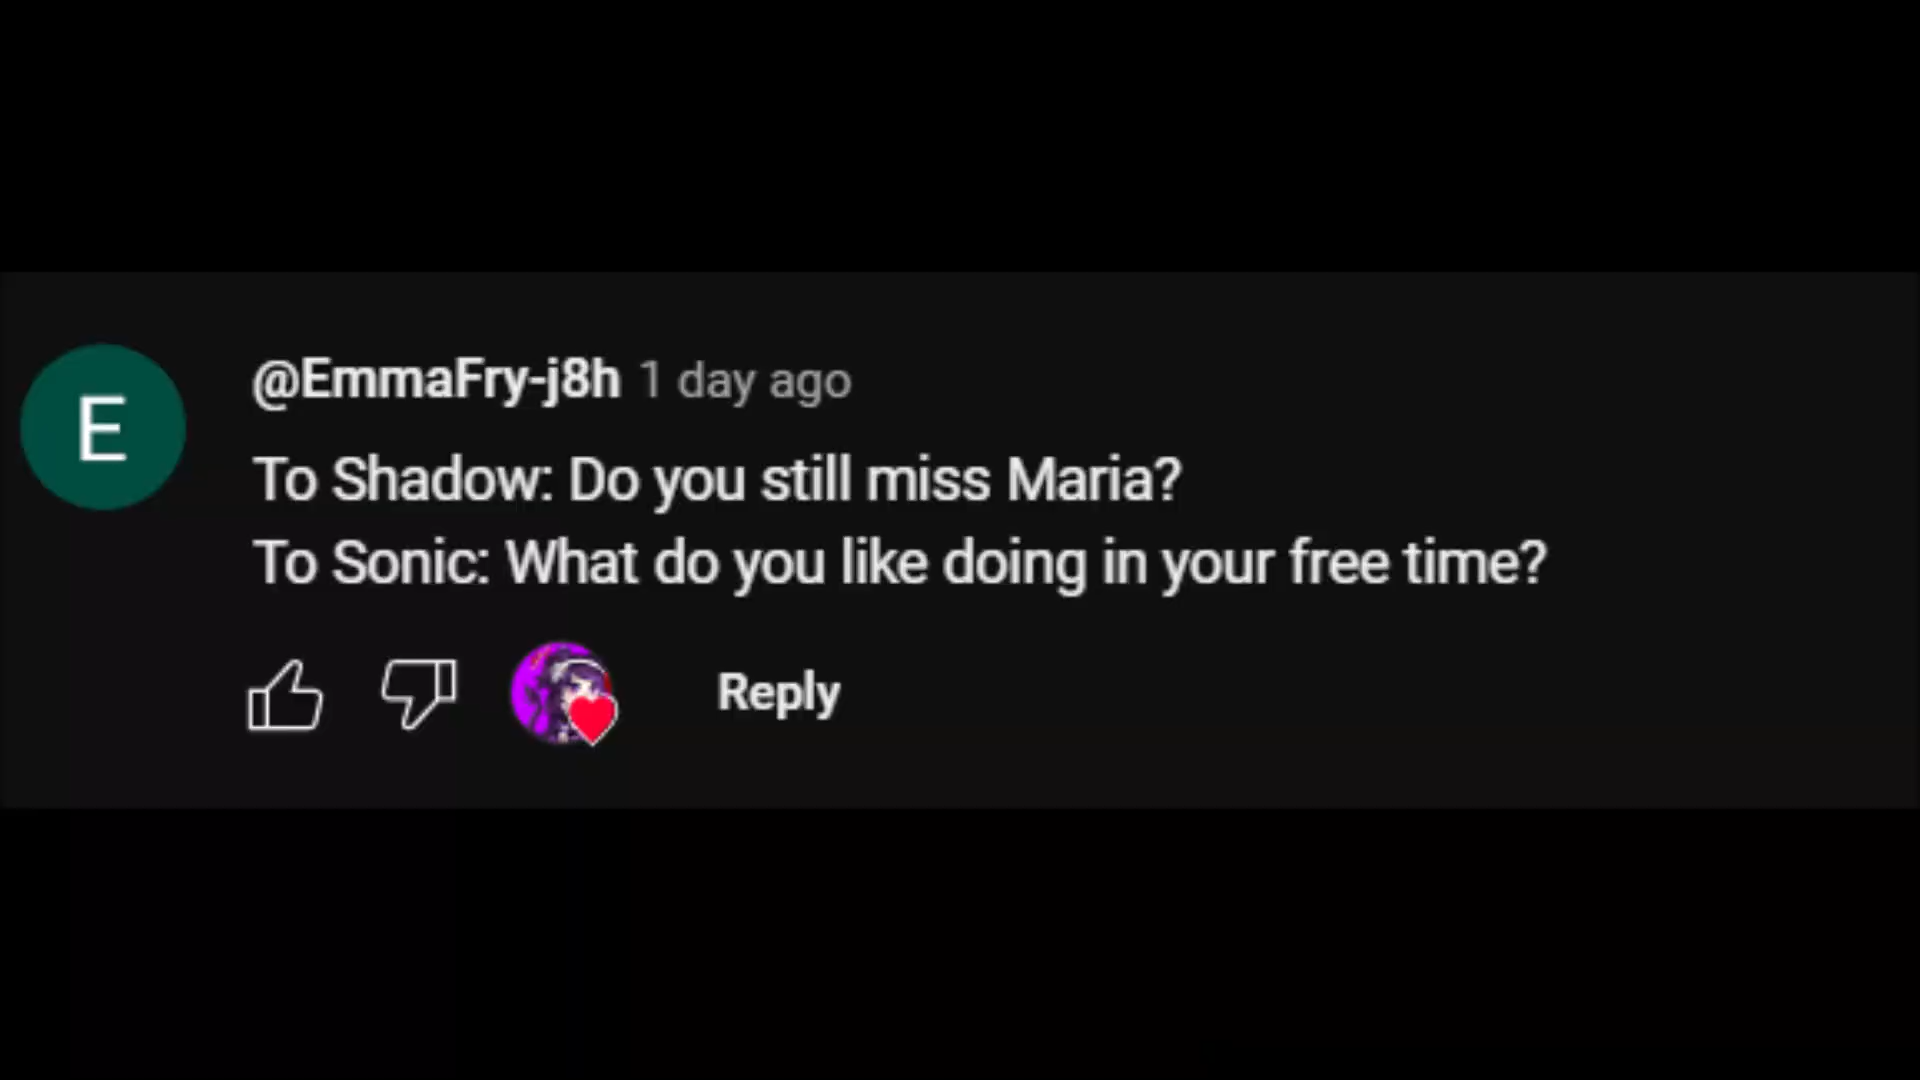 E
@EmmaFry-j8h 1 day ago
To Shadow: Do you still miss Maria?
To Sonic: What do you like doing in your free time?
Reply